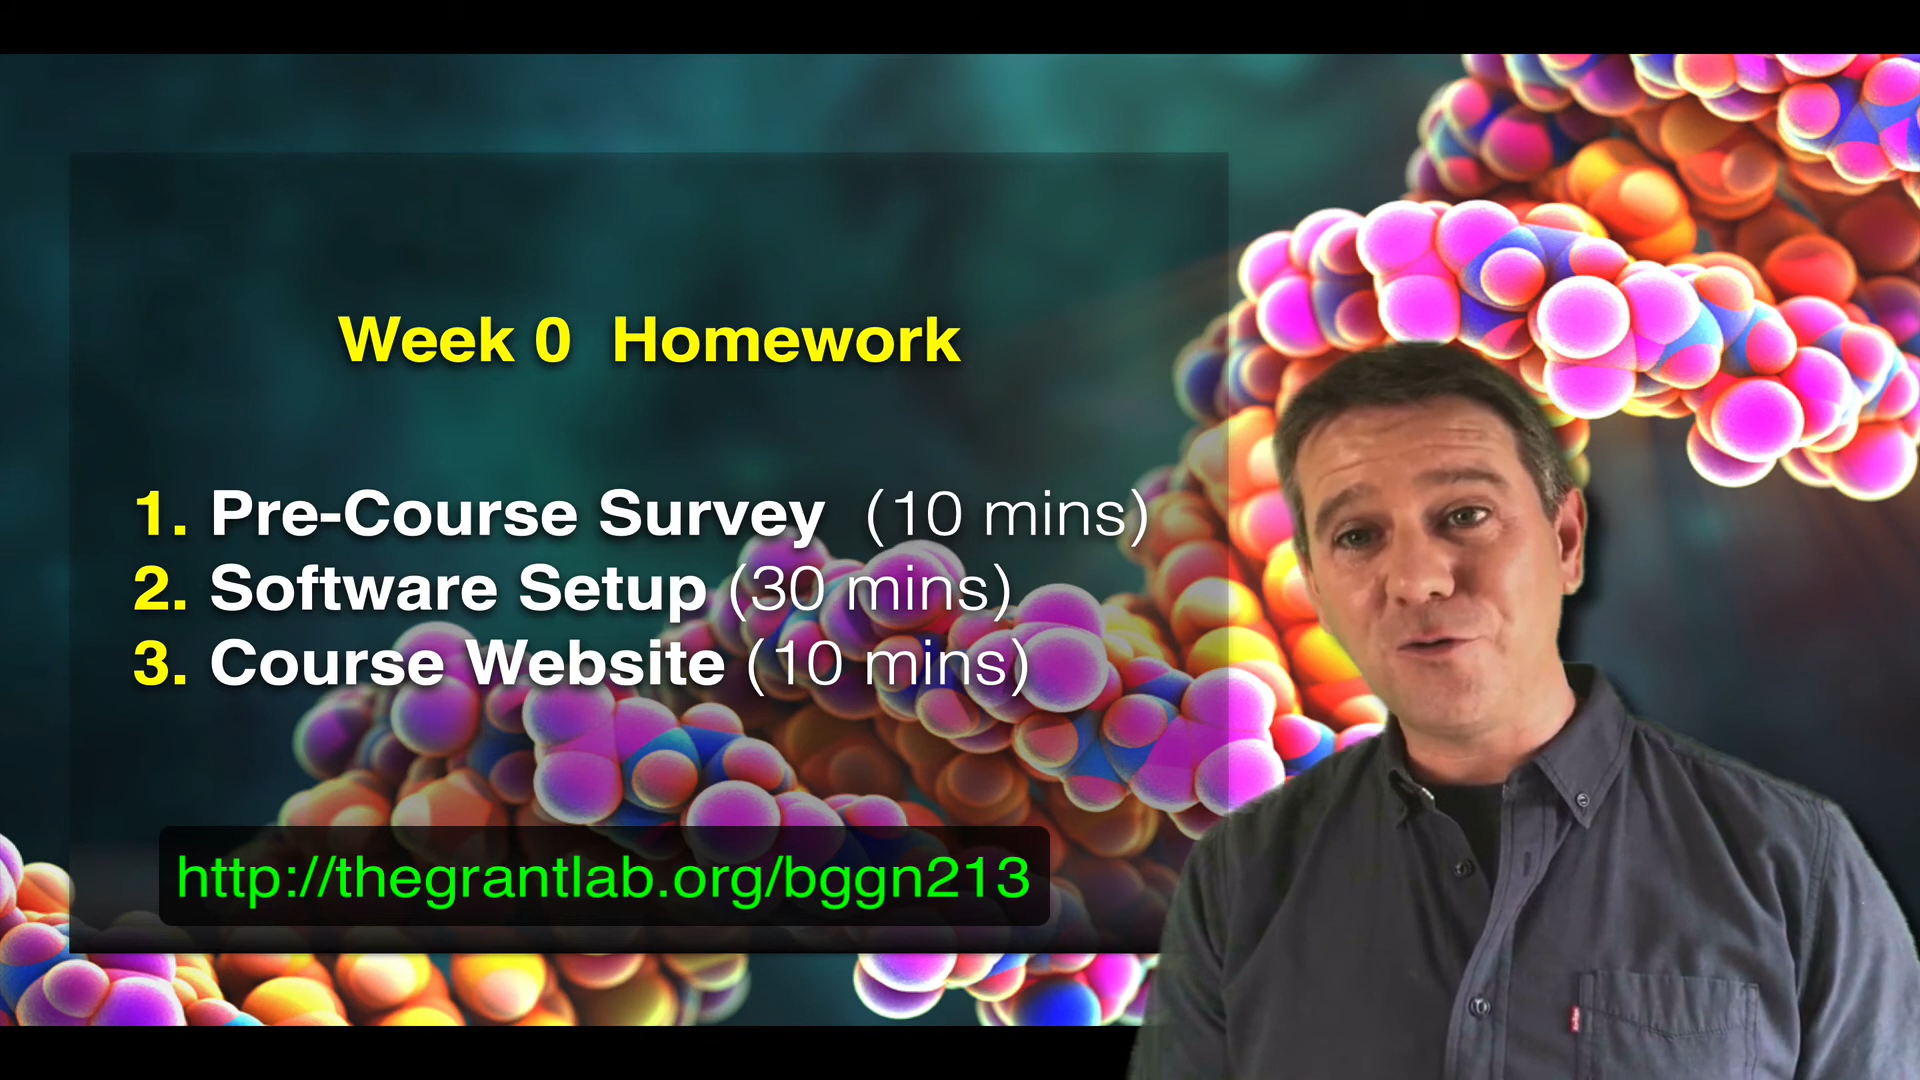 Week 0 Homework
1. Pre-Course Survey (10 mins)
2. Software Setup (30 mins)
3. Course Website (10 mins)
http://thegrantlab.org/bggn213